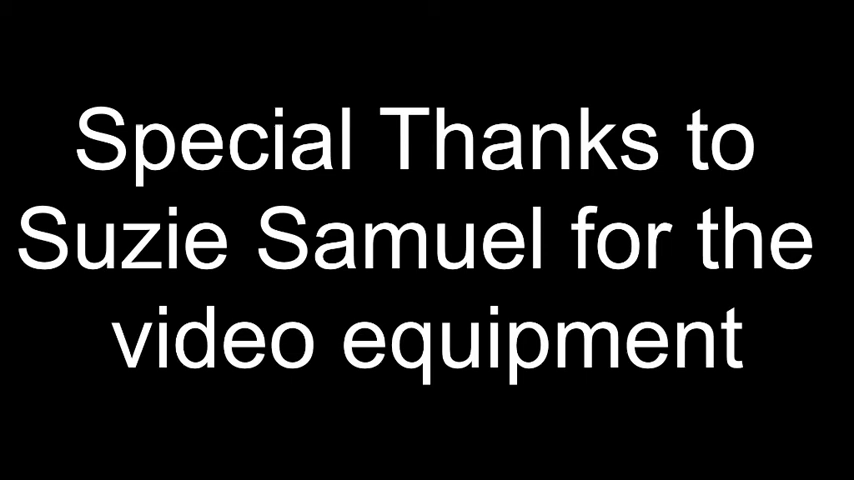 Special Thanks to
Suzie Samuel for the
video equipment